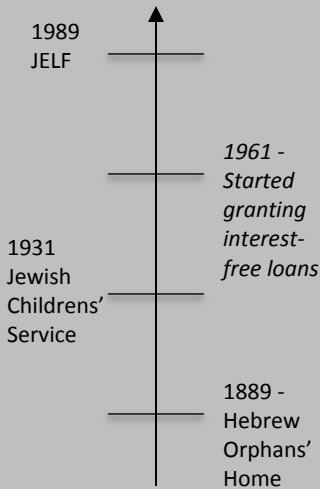 1989
JELF
1961 -
Started
granting
interest-
free loans
1931
Jewish
Childrens’
Service
1889 -
Hebrew
Orphans’
Home